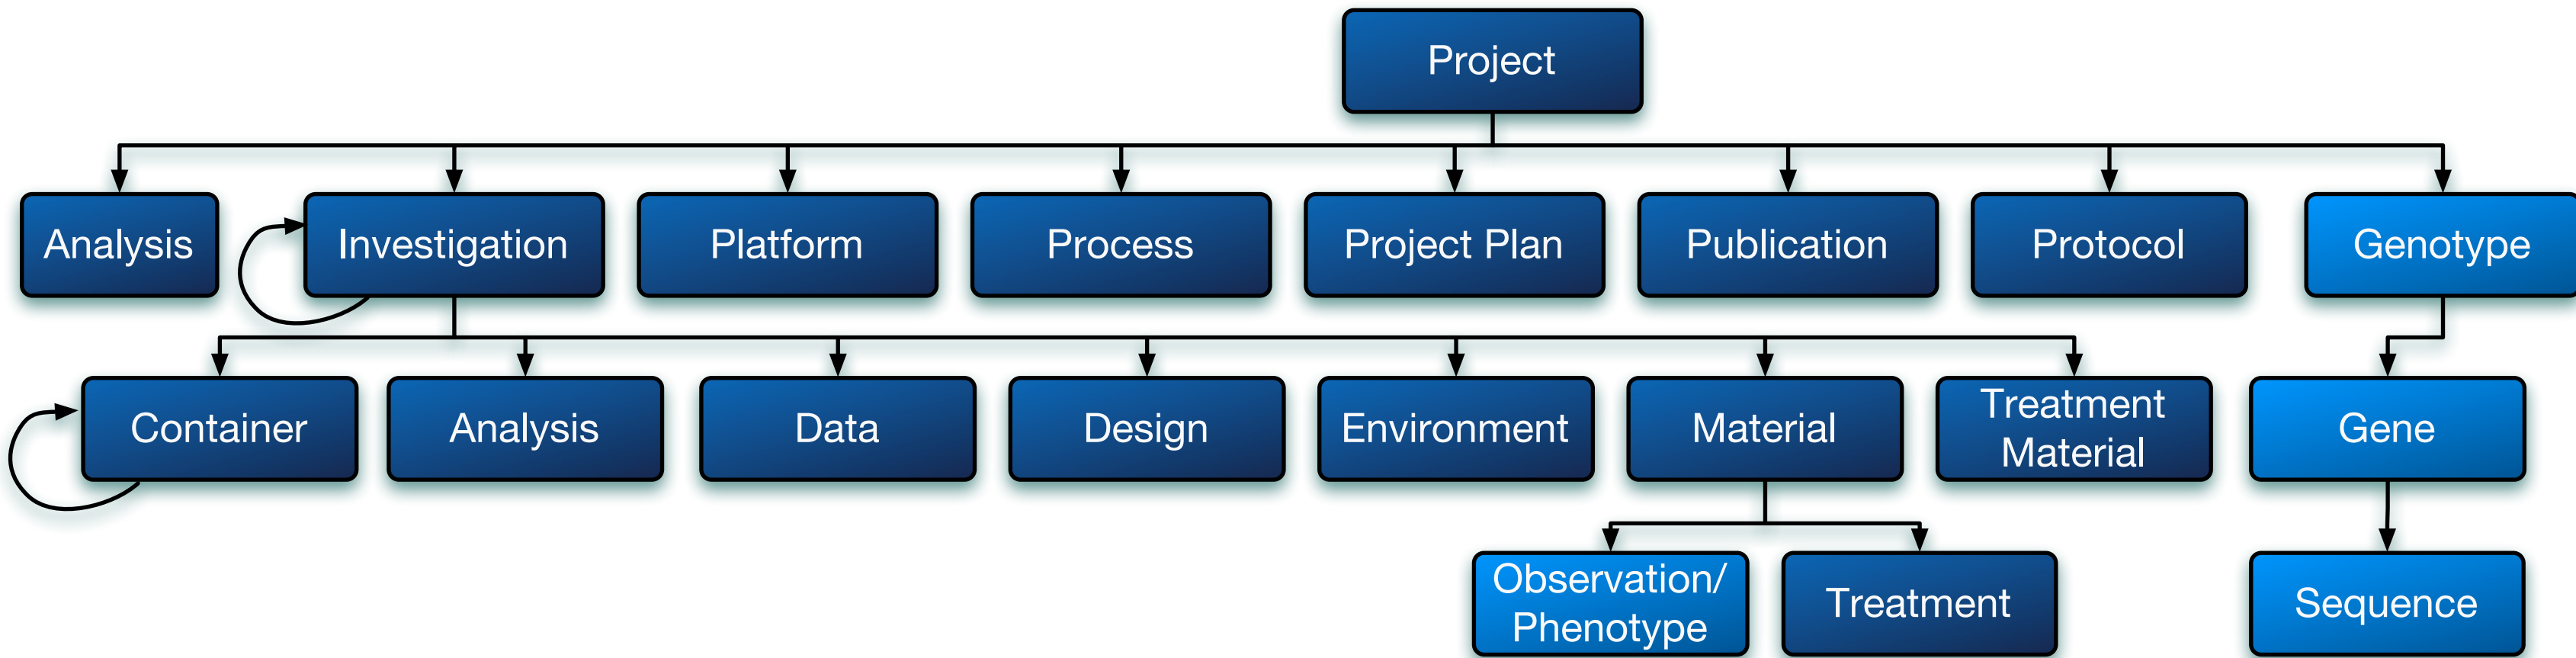 Project
Analysis
Investigation
Platform
Process
Project Plan
Publication
Protocol
Genotype
Container
Analysis
Data
Design
Environment
Material
Treatment
Material
Gene
Observation/
Phenotype
Treatment
Sequence